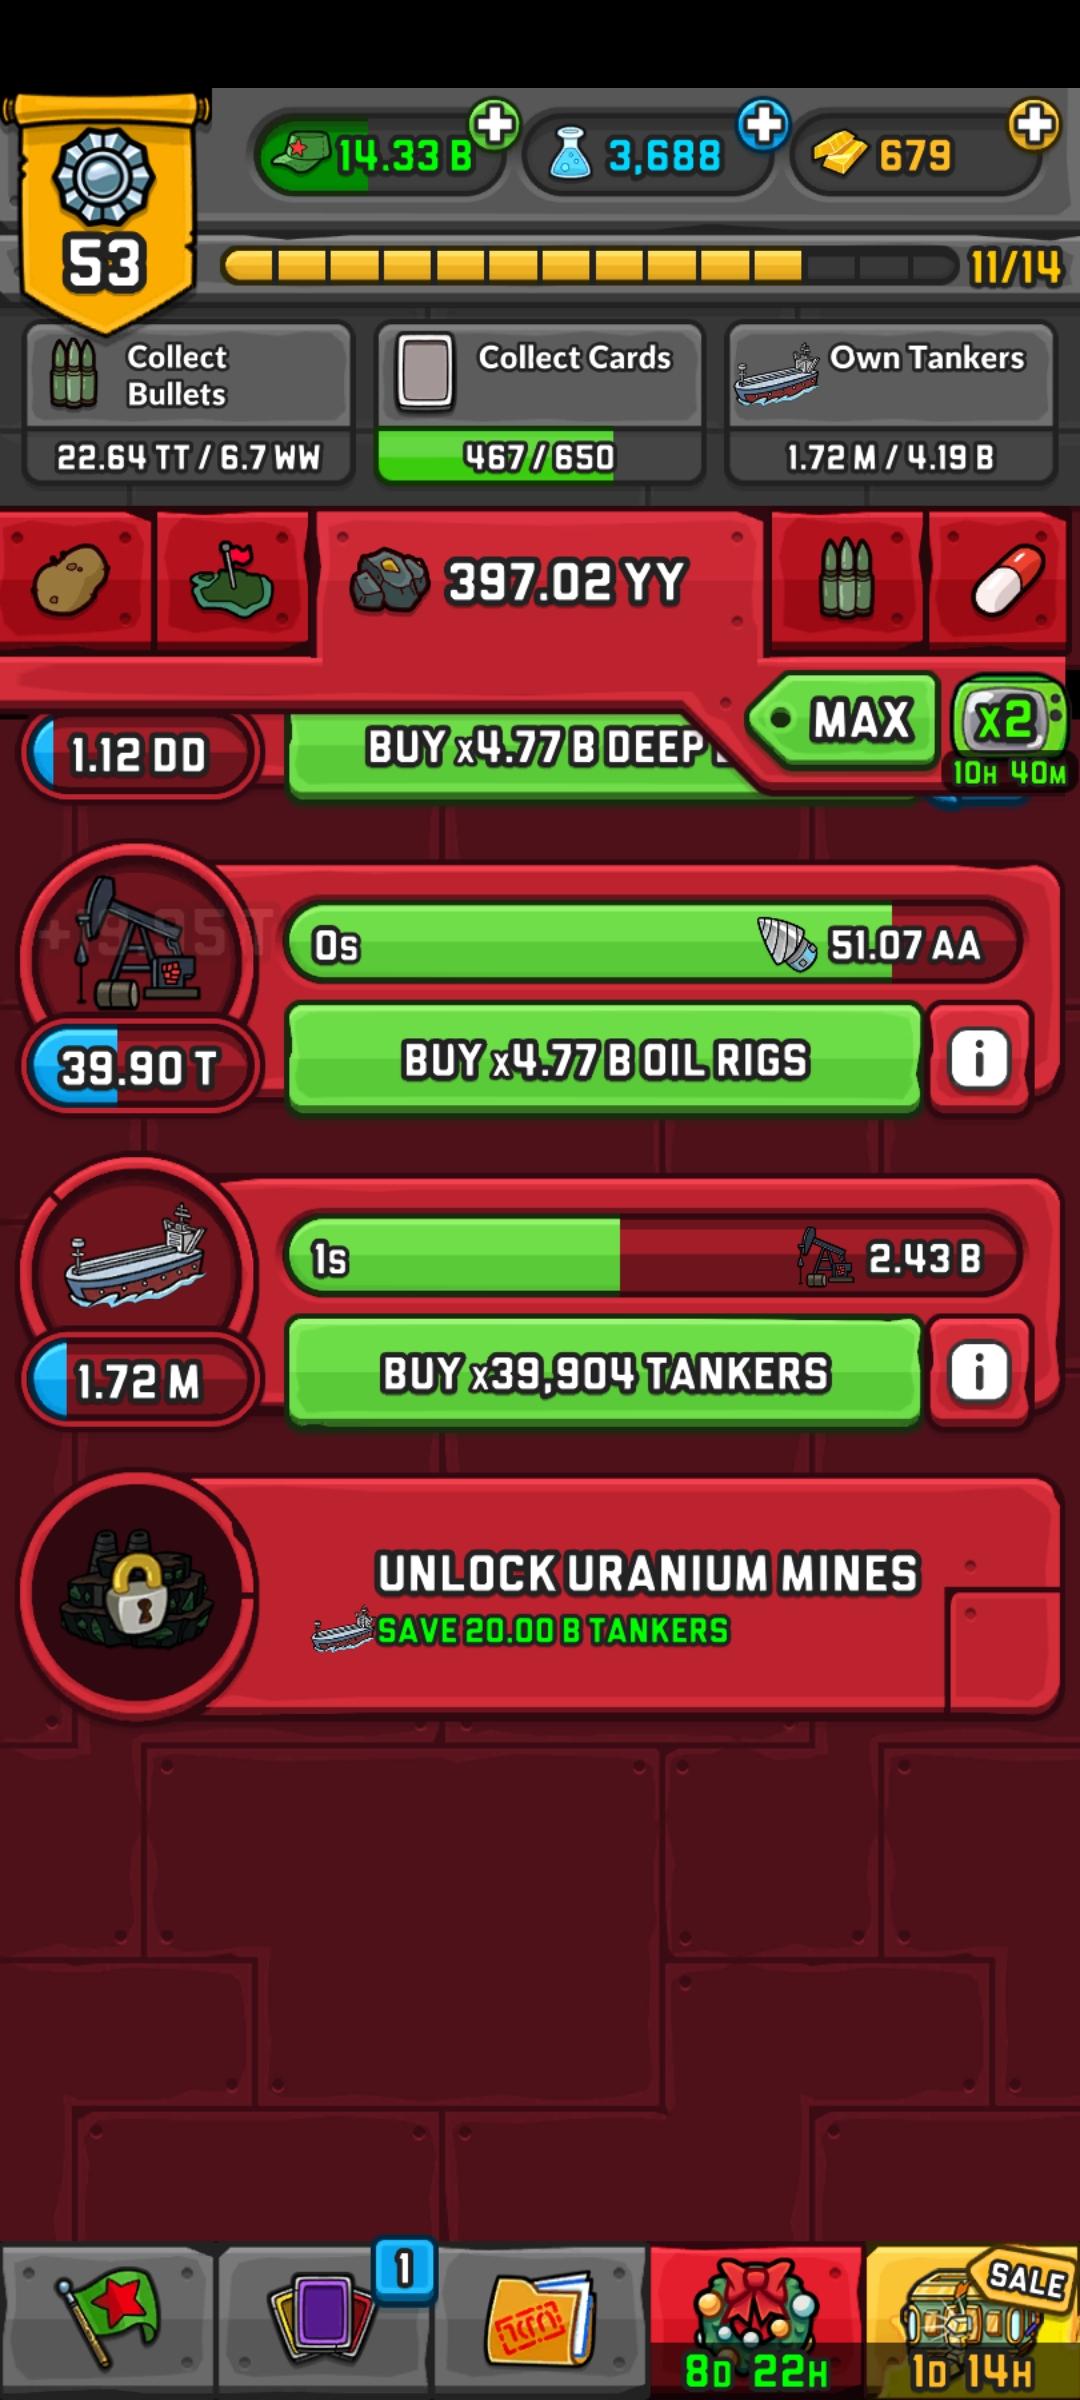 14.33 B
3,688
679
53
11/14
Collect
Bullets
Collect Cards
Own Tankers
22.64 TT / 6.7 WW
467 / 650
1.72 M / 4.19 B
397.02 YY
MAX
x2
10H 40M
1.12 DD
BUY x4.77 B DEEP
0s
51.07 AA
39.90 T
BUY x4.77 B OIL RIGS
i
1s
2.43 B
1.72 M
BUY x39,904 TANKERS
i
UNLOCK URANIUM MINES
SAVE 20.00 B TANKERS
1
SALE
8D 22H
1D 14H